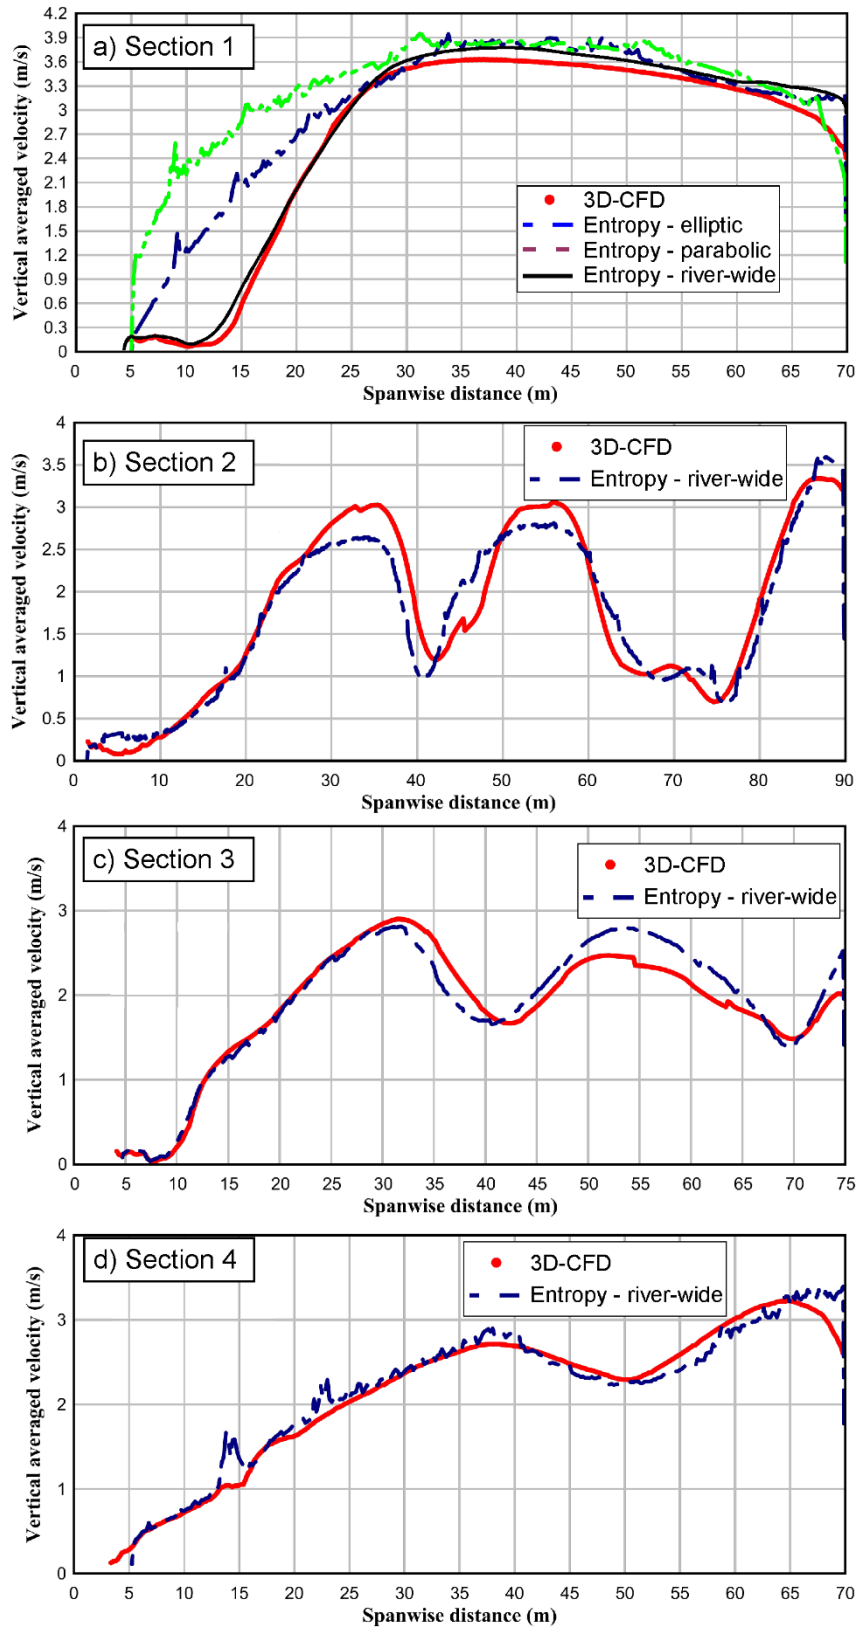 a) Section 1
Vertical averaged velocity (m/s)
4.2
3.9
3.6
3.3
3
2.7
2.4
2.1
1.8
1.5
1.2
0.9
0.6
0.3
0
3D-CFD
Entropy - elliptic
Entropy - parabolic
Entropy - river-wide
0 5 10 15 20 25 30 35 40 45 50 55 60 65 70
Spanwise distance (m)
b) Section 2
Vertical averaged velocity (m/s)
4
3.5
3
2.5
2
1.5
1
0.5
0
3D-CFD
Entropy - river-wide
0 10 20 30 40 50 60 70 80 90
Spanwise distance (m)
c) Section 3
Vertical averaged velocity (m/s)
4
3
2
1
0
3D-CFD
Entropy - river-wide
0 5 10 15 20 25 30 35 40 45 50 55 60 65 70 75
Spanwise distance (m)
d) Section 4
Vertical averaged velocity (m/s)
4
3
2
1
0
3D-CFD
Entropy - river-wide
0 5 10 15 20 25 30 35 40 45 50 55 60 65 70
Spanwise distance (m)